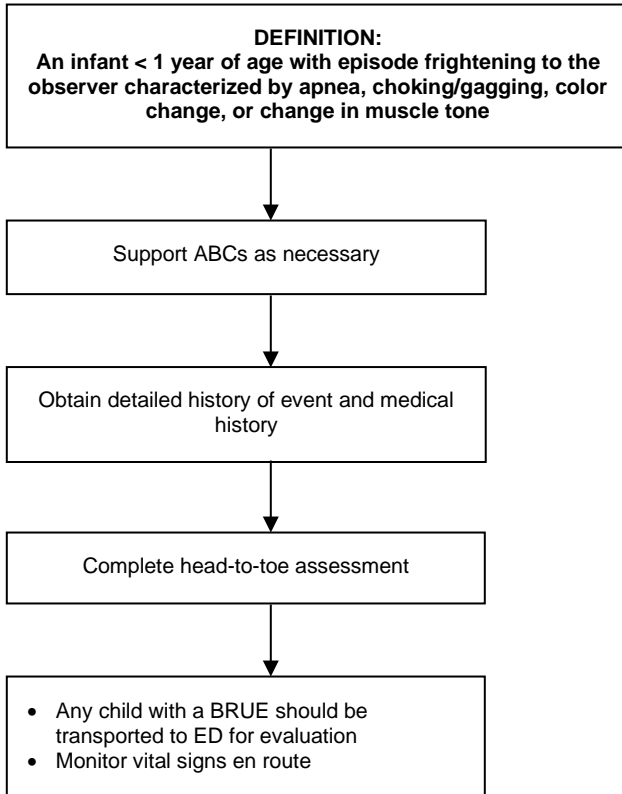 DEFINITION:
An infant < 1 year of age with episode frightening to the
observer characterized by apnea, choking/gagging, color
change, or change in muscle tone
Support ABCs as necessary
Obtain detailed history of event and medical
history
Complete head-to-toe assessment
• Any child with a BRUE should be
transported to ED for evaluation
• Monitor vital signs en route